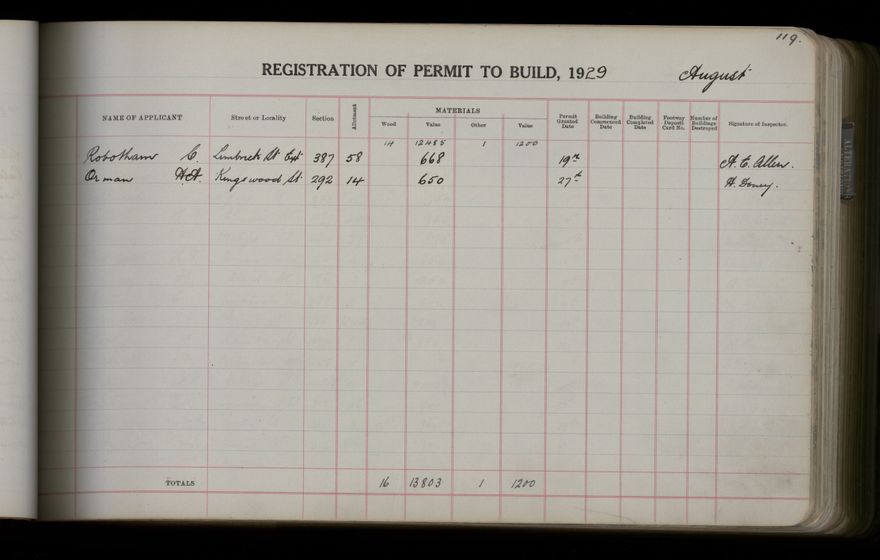 119.
REGISTRATION OF PERMIT TO BUILD, 1929 August
NAME OF APPLICANT Street or Locality Section Allotment MATERIALS Wood Value Other Value Permit Granted Date Building Commenced Date Building Completed Date Footway Deposit Card No. Number of Buildings Destroyed Signature of Inspector.
14 12485 1 1200
Robotham C. Limbrick St Ext 387 58 668 19th A. E. Allen.
Orman Kingswood St 292 14 650 27th H. Doney.
TOTALS 16 13803 1 1200